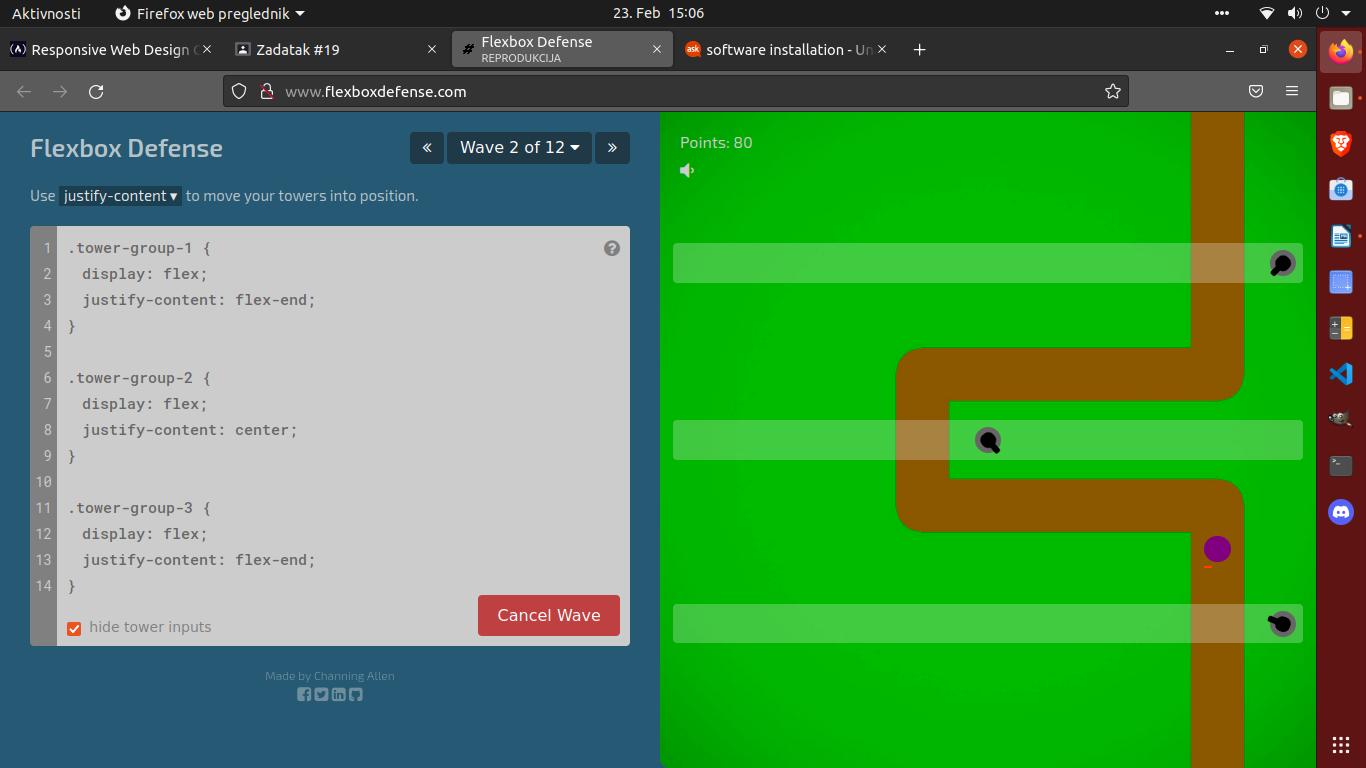 Aktivnosti
Firefox web preglednik
23. Feb 15:06
Responsive Web Design
Zadatak #19
Flexbox Defense
REPRODUKCIJA
software installation - Un
www.flexboxdefense.com
Flexbox Defense
« Wave 2 of 12 »
Use justify-content ▾ to move your towers into position.
1 .tower-group-1 {
2 display: flex;
3 justify-content: flex-end;
4 }
5
6 .tower-group-2 {
7 display: flex;
8 justify-content: center;
9 }
10
11 .tower-group-3 {
12 display: flex;
13 justify-content: flex-end;
14 }
hide tower inputs
Cancel Wave
Made by Channing Allen
Points: 80